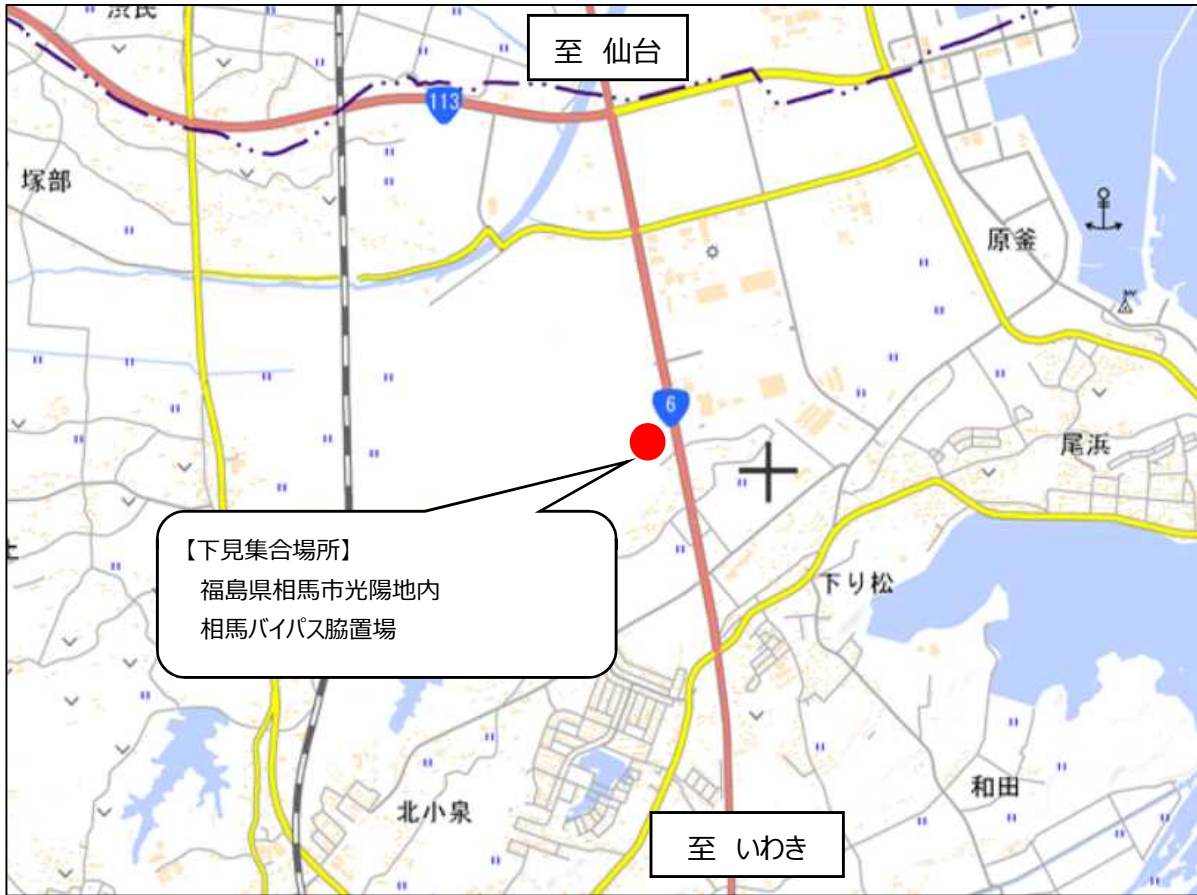 渋民
至 仙台
113
塚部
原釜
6
尾浜
【下見集合場所】
福島県相馬市光陽地内
相馬バイパス脇置場
下り松
和田
北小泉
至 いわき